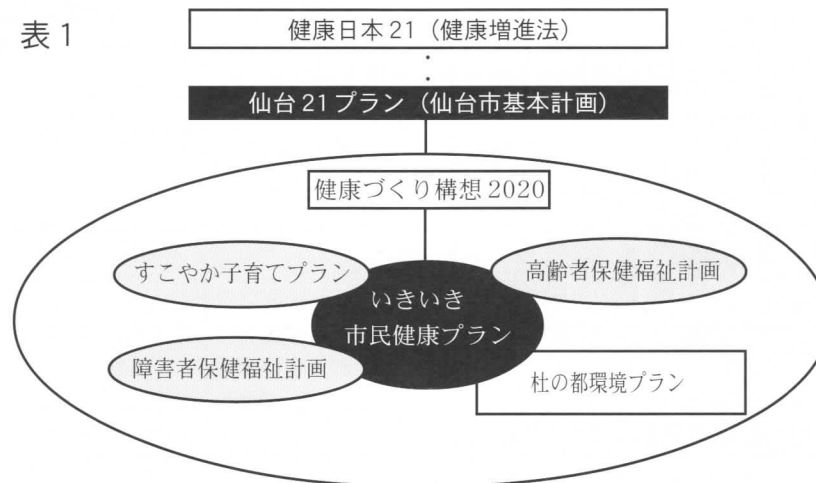 表1
健康日本21（健康増進法）
仙台21プラン（仙台市基本計画）
健康づくり構想2020
すこやか子育てプラン
高齢者保健福祉計画
いきいき
市民健康プラン
障害者保健福祉計画
杜の都環境プラン